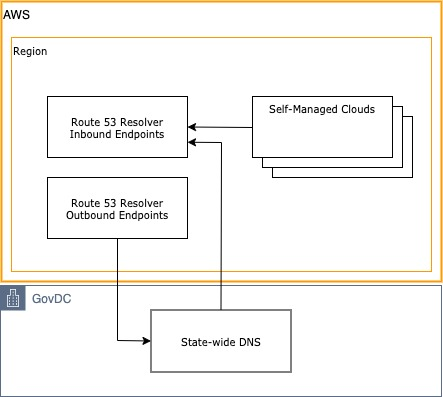 AWS
Region
Route 53 Resolver
Inbound Endpoints
Self-Managed Clouds
Route 53 Resolver
Outbound Endpoints
GovDC
State-wide DNS